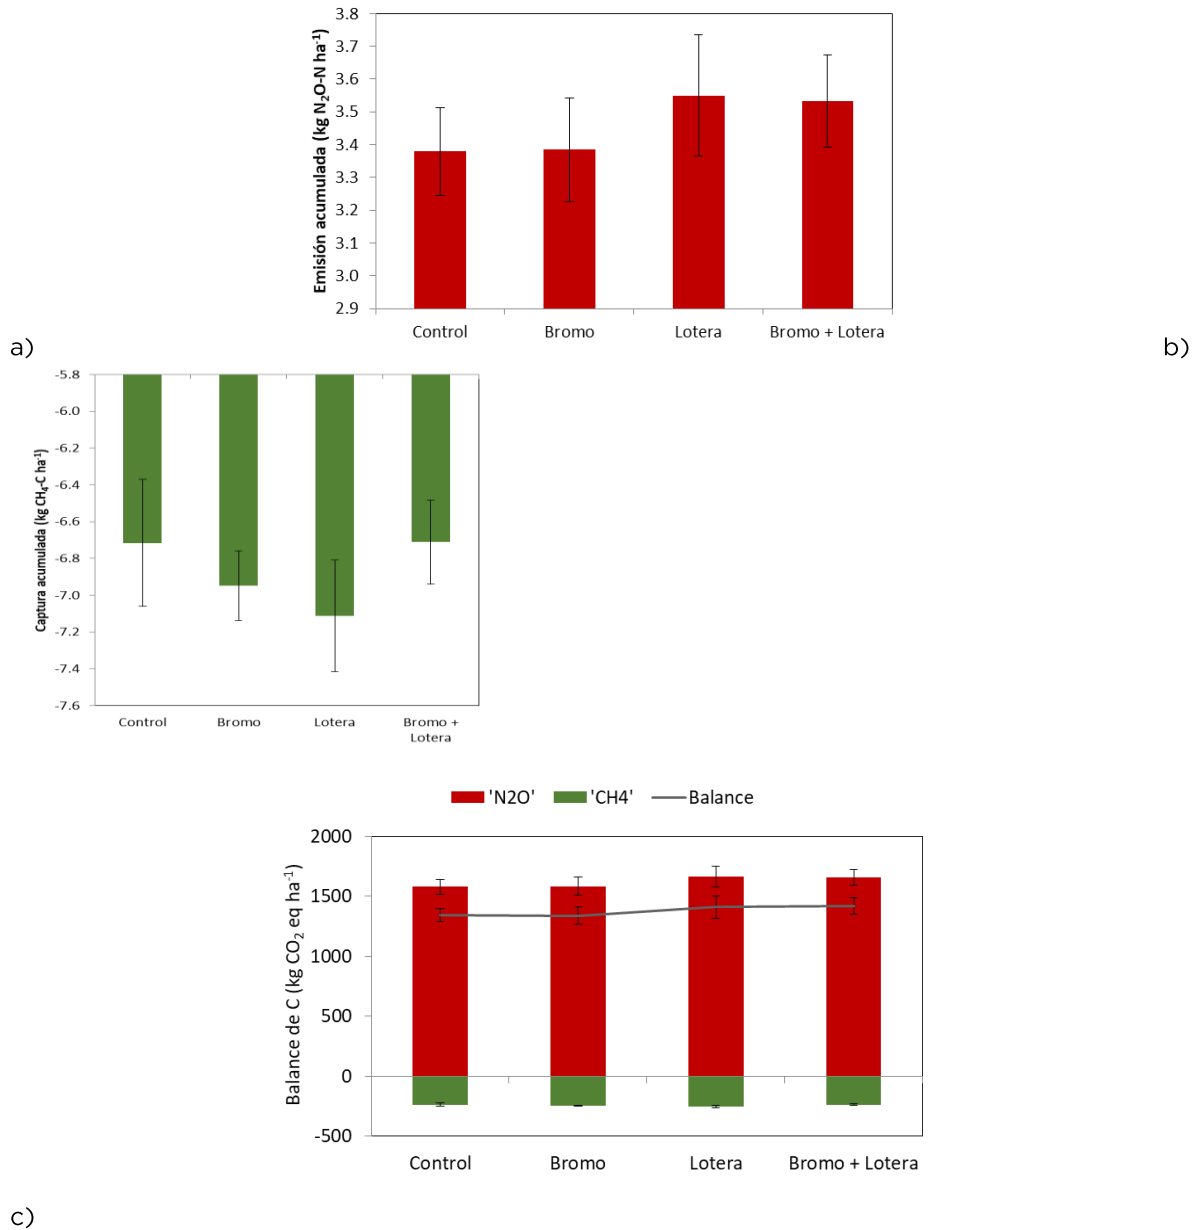 3.8
3.7
3.6
3.5
3.4
3.3
3.2
3.1
3.0
2.9
Emisión acumulada (kg N₂O-N ha⁻¹)
Control Bromo Lotera Bromo + Lotera
a)
b)
-5.8
-6.0
-6.2
-6.4
-6.6
-6.8
-7.0
-7.2
-7.4
-7.6
Captura acumulada (kg CH₄-C ha⁻¹)
Control Bromo Lotera Bromo +
Lotera
'N2O' 'CH4' Balance
2000
1500
1000
500
0
-500
Balance de C (kg CO₂ eq ha⁻¹)
Control Bromo Lotera Bromo + Lotera
c)